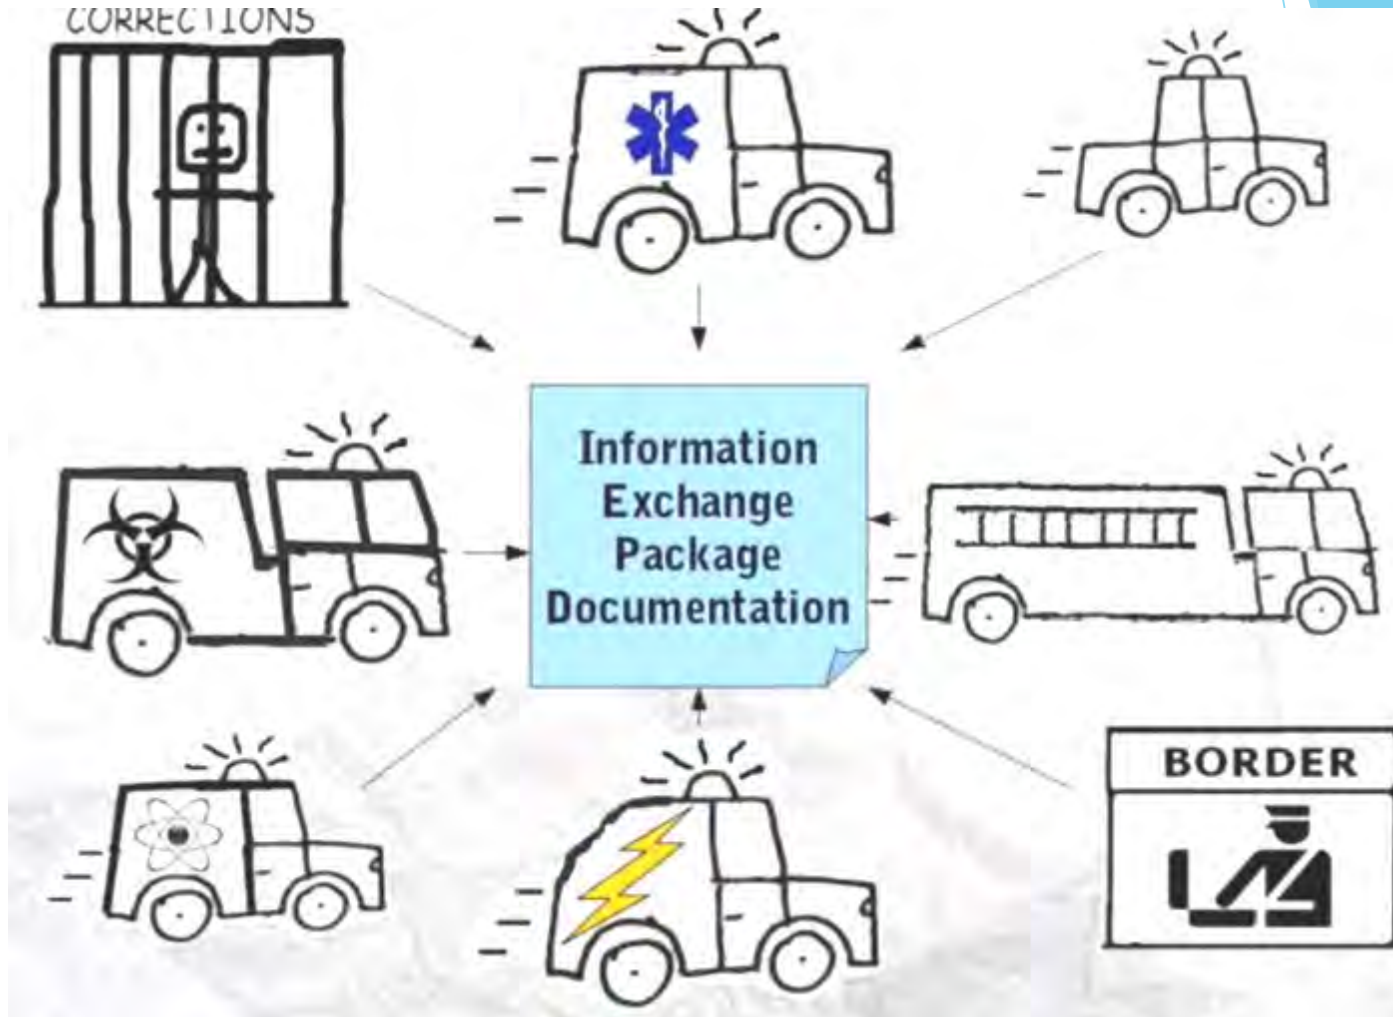 CORRECTIONS
Information
Exchange
Package
Documentation
BORDER